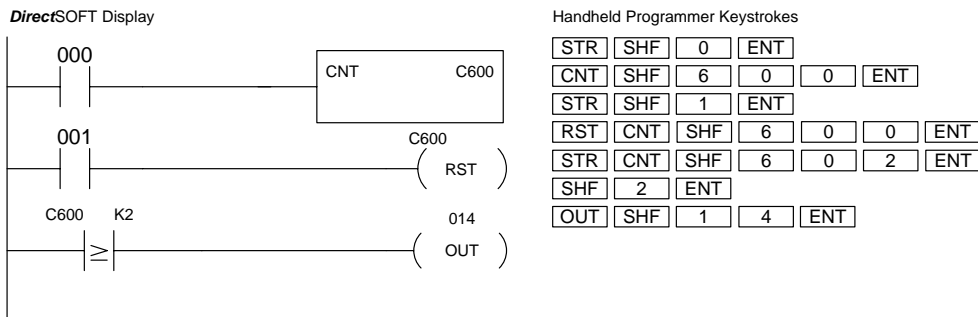 DirectSOFT Display
000
CNT C600
001
C600
RST
C600 K2
≥
014
OUT
Handheld Programmer Keystrokes
STR SHF 0 ENT
CNT SHF 6 0 0 ENT
STR SHF 1 ENT
RST CNT SHF 6 0 0 ENT
STR CNT SHF 6 0 2 ENT
SHF 2 ENT
OUT SHF 1 4 ENT